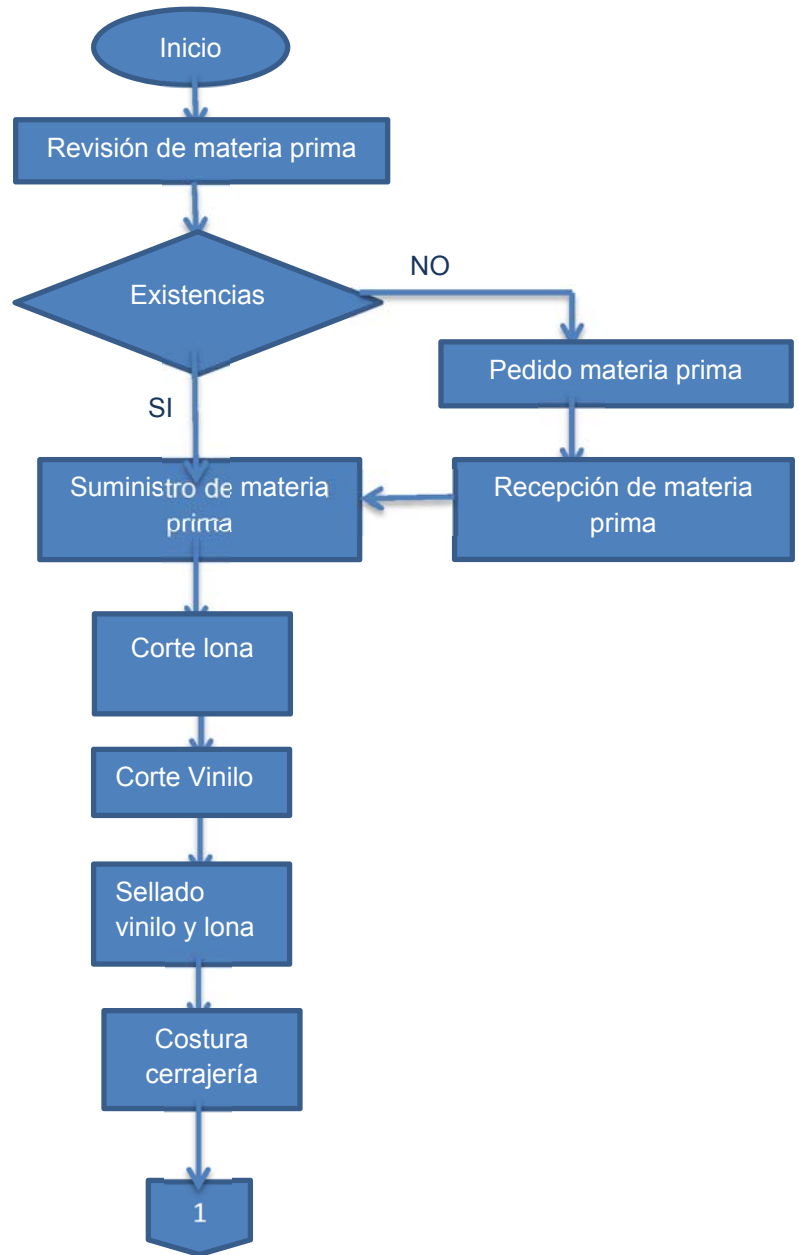 Inicio
Revisión de materia prima
Existencias
NO
Pedido materia prima
SI
Suministro de materia
prima
Recepción de materia
prima
Corte lona
Corte Vinilo
Sellado
vinilo y lona
Costura
cerrajería
1